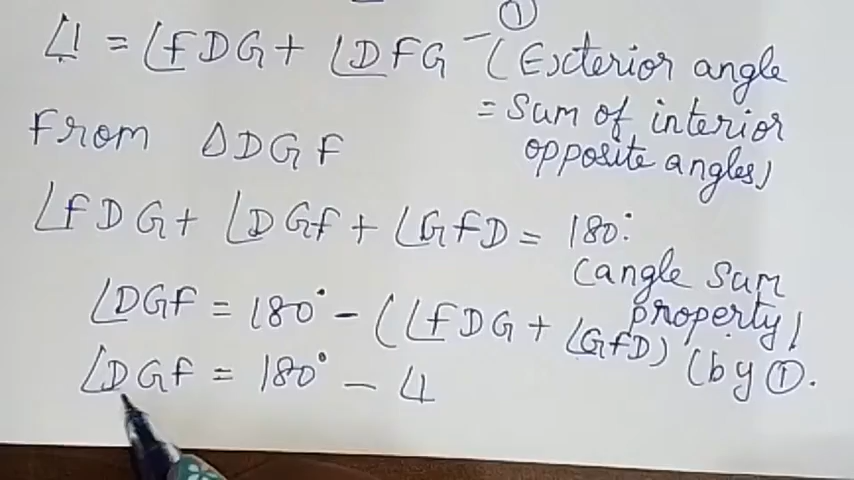 ①
∠1 = ∠FDG + ∠DFG — (Exterior angle
= Sum of interior
opposite angles)
From △DGF
∠FDG + ∠DGF + ∠GFD = 180°
(angle Sum
property)
∠DGF = 180° - (∠FDG + ∠GFD) (by ①.
∠DGF = 180° - ∠1